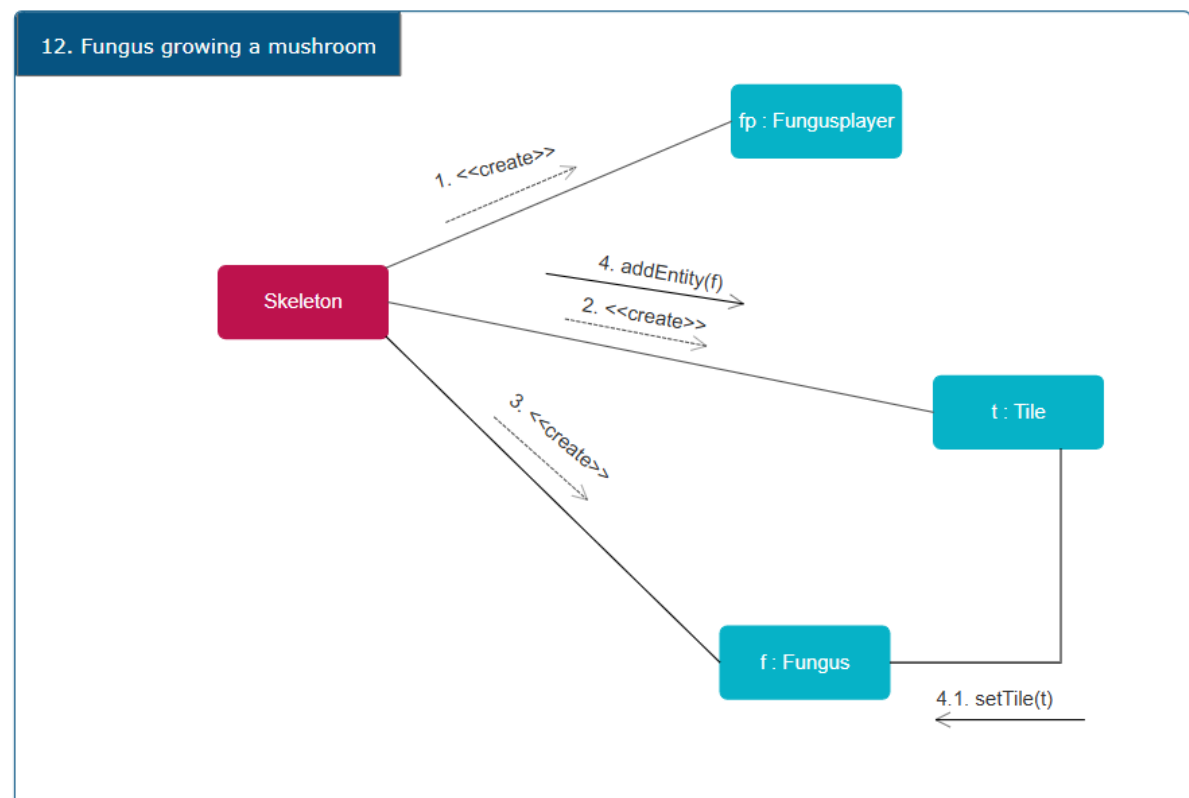 12. Fungus growing a mushroom
fp : Fungusplayer
1. <<create>>
4. addEntity(f)
Skeleton
2. <<create>>
3. <<create>>
t : Tile
f : Fungus
4.1. setTile(t)